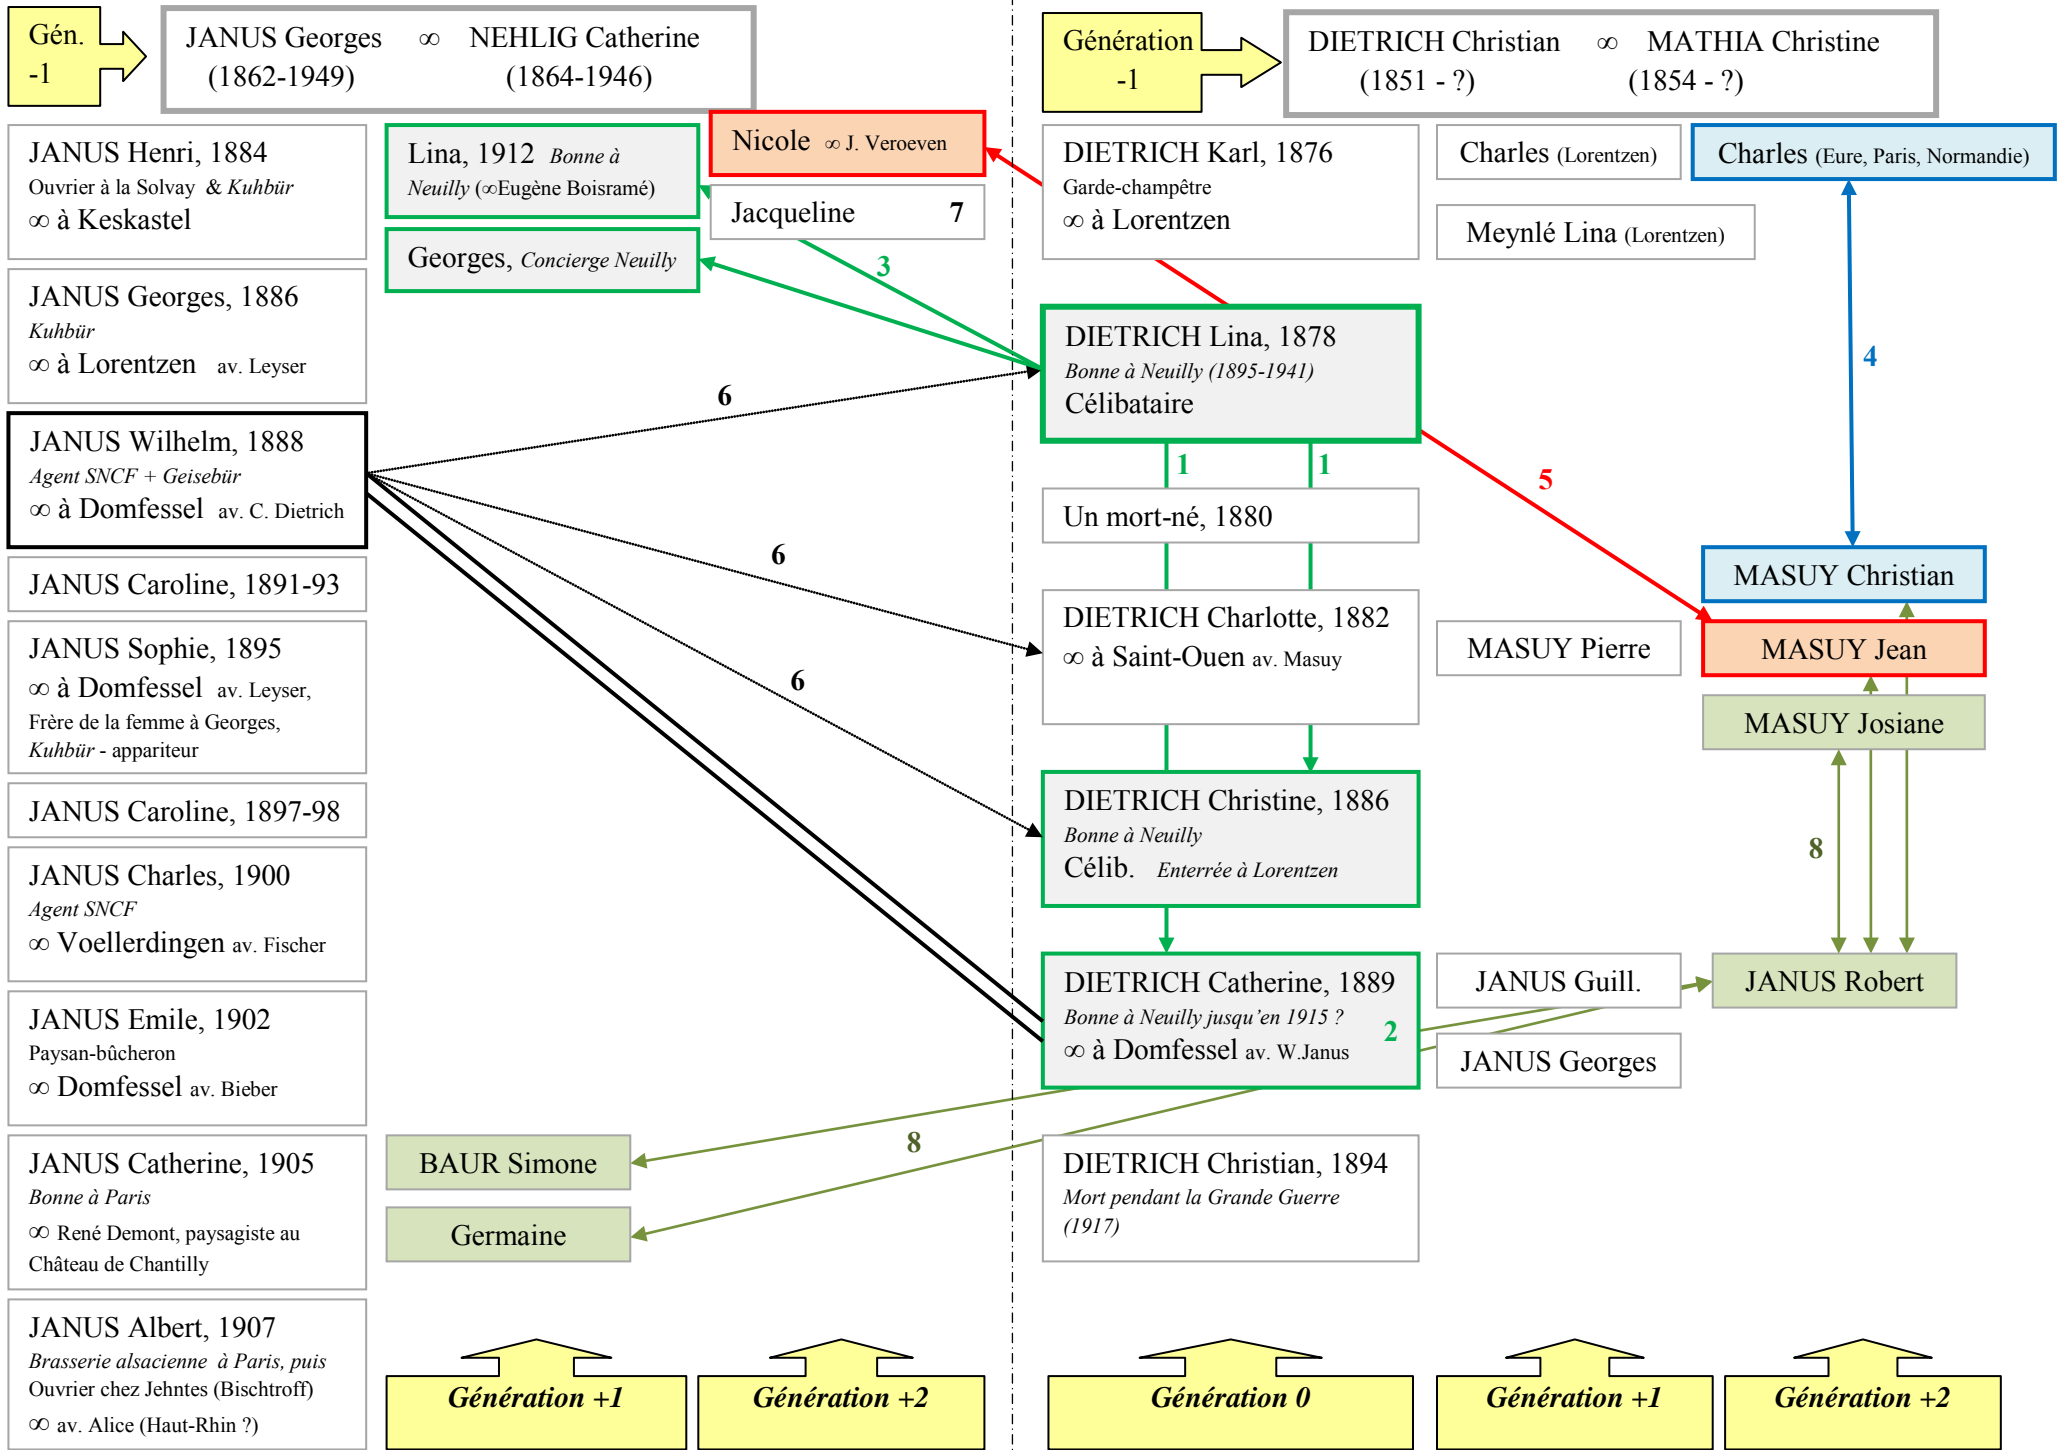 Gén.
-1
JANUS Georges ∞ NEHLIG Catherine
(1862-1949) (1864-1946)
Génération
-1
DIETRICH Christian ∞ MATHIA Christine
(1851 - ?) (1854 - ?)
JANUS Henri, 1884
Ouvrier à la Solvay & Kuhbür
∞ à Keskastel
JANUS Georges, 1886
Kuhbür
∞ à Lorentzen av. Leyser
JANUS Wilhelm, 1888
Agent SNCF + Geisebür
∞ à Domfessel av. C. Dietrich
JANUS Caroline, 1891-93
JANUS Sophie, 1895
∞ à Domfessel av. Leyser,
Frère de la femme à Georges,
Kuhbür - appariteur
JANUS Caroline, 1897-98
JANUS Charles, 1900
Agent SNCF
∞ Voellerdingen av. Fischer
JANUS Emile, 1902
Paysan-bûcheron
∞ Domfessel av. Bieber
JANUS Catherine, 1905
Bonne à Paris
∞ René Demont, paysagiste au
Château de Chantilly
JANUS Albert, 1907
Brasserie alsacienne à Paris, puis
Ouvrier chez Jehntes (Bischtroff)
∞ av. Alice (Haut-Rhin ?)
Lina, 1912 Bonne à
Neuilly (∞Eugène Boisramé)
Georges, Concierge Neuilly
Nicole ∞ J. Veroeven
Jacqueline 7
3
6
6
6
8
BAUR Simone
Germaine
DIETRICH Karl, 1876
Garde-champêtre
∞ à Lorentzen
DIETRICH Lina, 1878
Bonne à Neuilly (1895-1941)
Célibataire
1 1
Un mort-né, 1880
DIETRICH Charlotte, 1882
∞ à Saint-Ouen av. Masuy
DIETRICH Christine, 1886
Bonne à Neuilly
Célib. Enterrée à Lorentzen
DIETRICH Catherine, 1889
Bonne à Neuilly jusqu'en 1915 ?
∞ à Domfessel av. W.Janus 2
DIETRICH Christian, 1894
Mort pendant la Grande Guerre
(1917)
Charles (Lorentzen)
Meynlé Lina (Lorentzen)
Charles (Eure, Paris, Normandie)
4
5
MASUY Christian
MASUY Pierre
MASUY Jean
MASUY Josiane
8
JANUS Guill.
JANUS Georges
JANUS Robert
Génération +1
Génération +2
Génération 0
Génération +1
Génération +2